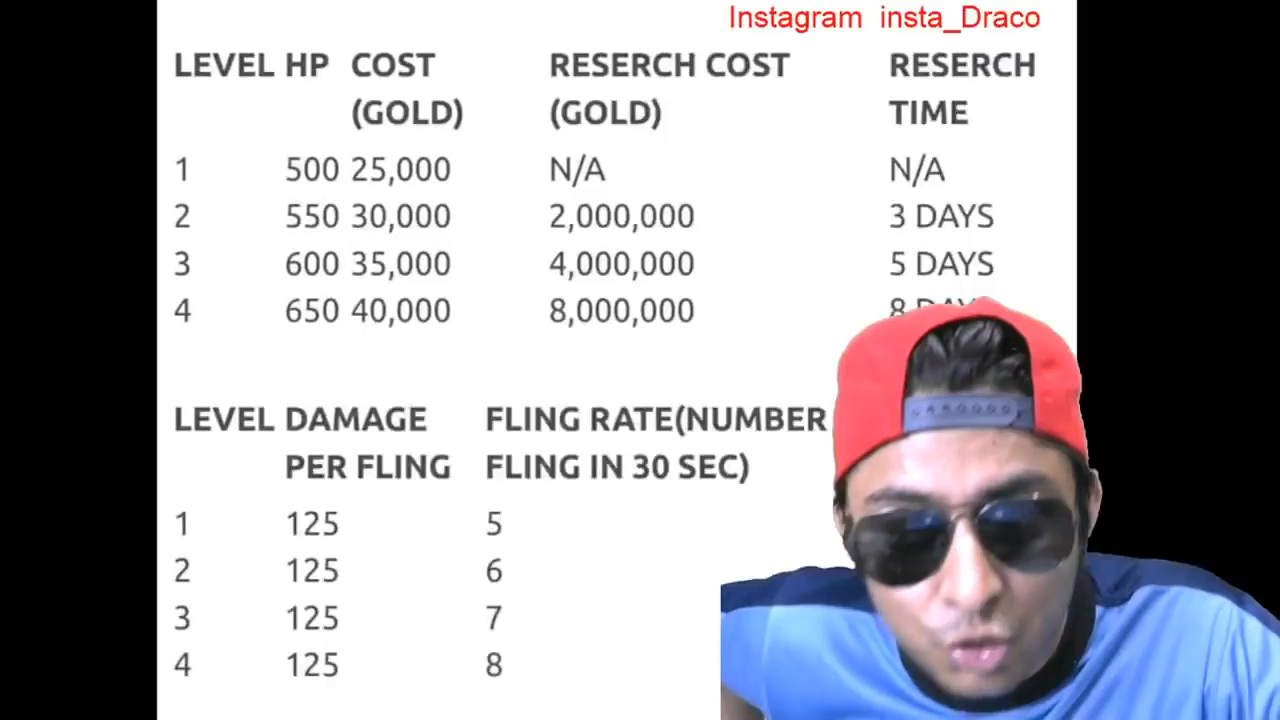 Instagram insta_Draco
LEVEL HP COST RESERCH COST RESERCH
(GOLD) (GOLD) TIME
1 500 25,000 N/A N/A
2 550 30,000 2,000,000 3 DAYS
3 600 35,000 4,000,000 5 DAYS
4 650 40,000 8,000,000 8 DAYS
LEVEL DAMAGE FLING RATE(NUMBER
PER FLING FLING IN 30 SEC)
1 125 5
2 125 6
3 125 7
4 125 8